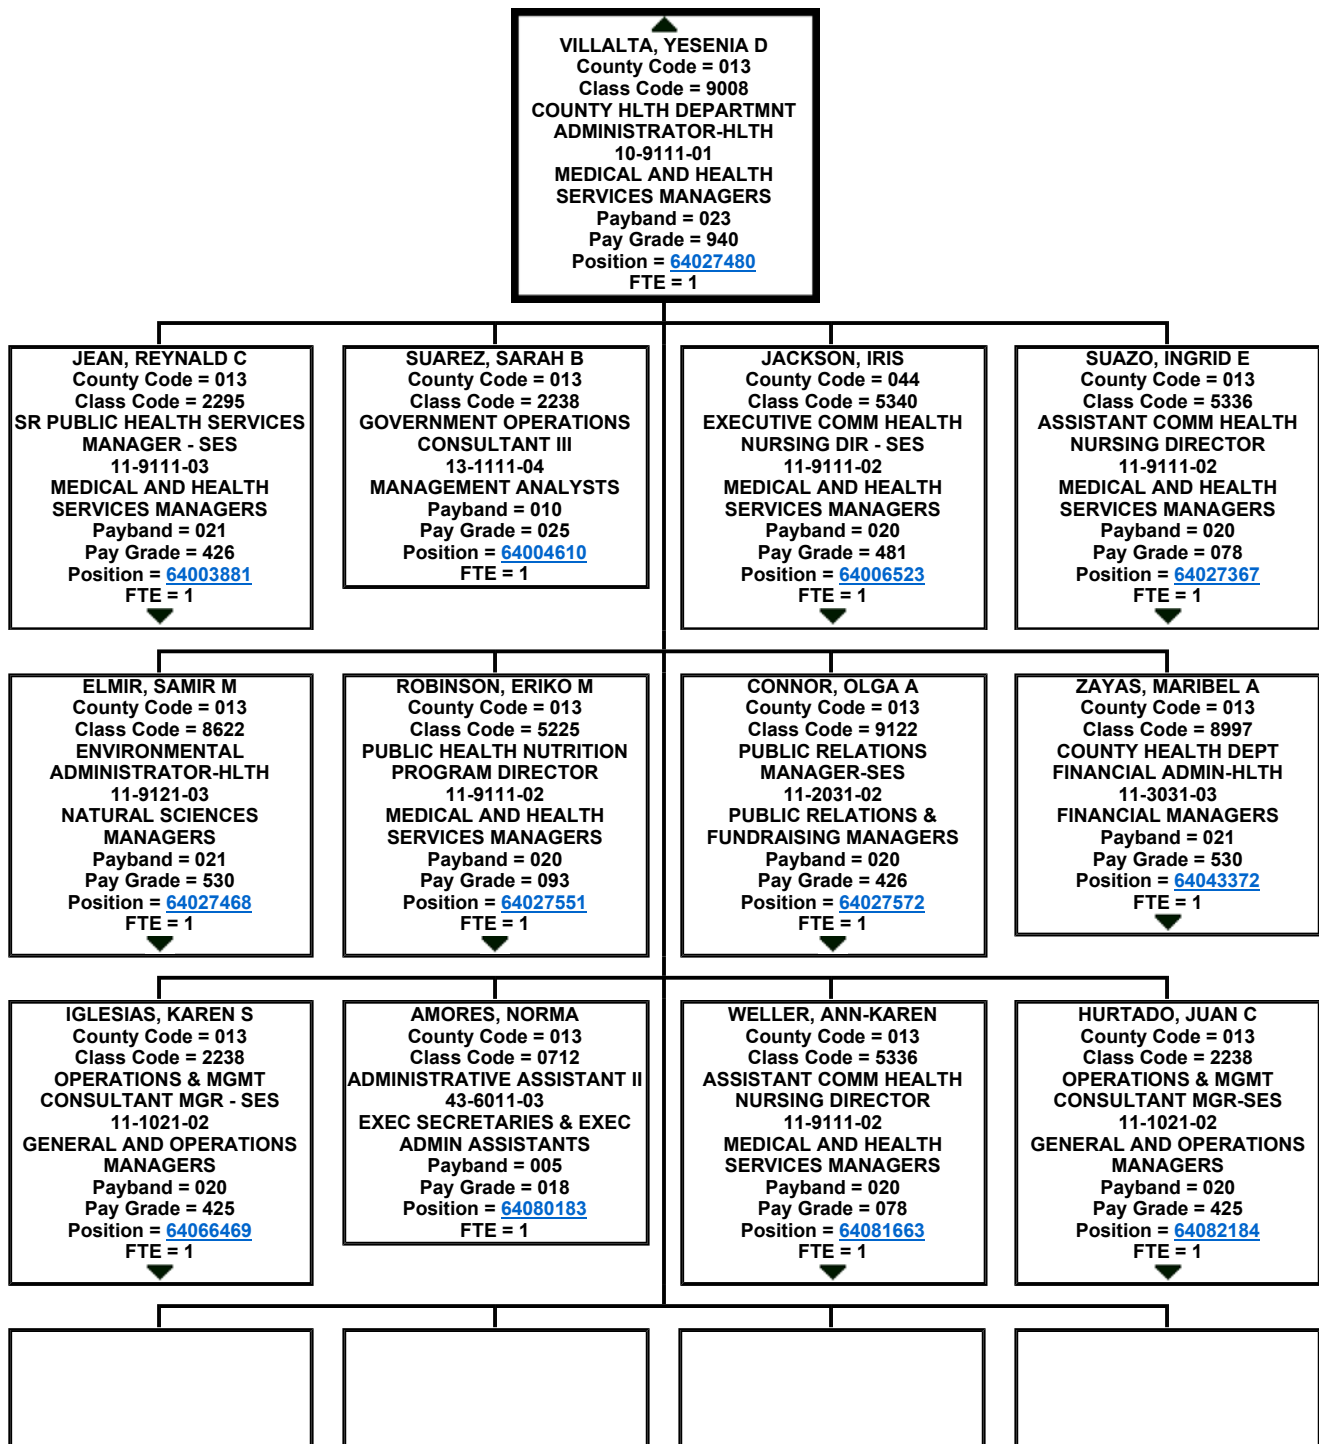 VILLALTA, YESENIA D
County Code = 013
Class Code = 9008
COUNTY HLTH DEPARTMNT
ADMINISTRATOR-HLTH
10-9111-01
MEDICAL AND HEALTH
SERVICES MANAGERS
Payband = 023
Pay Grade = 940
Position = 64027480
FTE = 1
JEAN, REYNALD C
County Code = 013
Class Code = 2295
SR PUBLIC HEALTH SERVICES
MANAGER - SES
11-9111-03
MEDICAL AND HEALTH
SERVICES MANAGERS
Payband = 021
Pay Grade = 426
Position = 64003881
FTE = 1
SUAREZ, SARAH B
County Code = 013
Class Code = 2238
GOVERNMENT OPERATIONS
CONSULTANT III
13-1111-04
MANAGEMENT ANALYSTS
Payband = 010
Pay Grade = 025
Position = 64004610
FTE = 1
JACKSON, IRIS
County Code = 044
Class Code = 5340
EXECUTIVE COMM HEALTH
NURSING DIR - SES
11-9111-02
MEDICAL AND HEALTH
SERVICES MANAGERS
Payband = 020
Pay Grade = 481
Position = 64006523
FTE = 1
SUAZO, INGRID E
County Code = 013
Class Code = 5336
ASSISTANT COMM HEALTH
NURSING DIRECTOR
11-9111-02
MEDICAL AND HEALTH
SERVICES MANAGERS
Payband = 020
Pay Grade = 078
Position = 64027367
FTE = 1
ELMIR, SAMIR M
County Code = 013
Class Code = 8622
ENVIRONMENTAL
ADMINISTRATOR-HLTH
11-9121-03
NATURAL SCIENCES
MANAGERS
Payband = 021
Pay Grade = 530
Position = 64027468
FTE = 1
ROBINSON, ERIKO M
County Code = 013
Class Code = 5225
PUBLIC HEALTH NUTRITION
PROGRAM DIRECTOR
11-9111-02
MEDICAL AND HEALTH
SERVICES MANAGERS
Payband = 020
Pay Grade = 093
Position = 64027551
FTE = 1
CONNOR, OLGA A
County Code = 013
Class Code = 9122
PUBLIC RELATIONS
MANAGER-SES
11-2031-02
PUBLIC RELATIONS &
FUNDRAISING MANAGERS
Payband = 020
Pay Grade = 426
Position = 64027572
FTE = 1
ZAYAS, MARIBEL A
County Code = 013
Class Code = 8997
COUNTY HEALTH DEPT
FINANCIAL ADMIN-HLTH
11-3031-03
FINANCIAL MANAGERS
Payband = 021
Pay Grade = 530
Position = 64043372
FTE = 1
IGLESIAS, KAREN S
County Code = 013
Class Code = 2238
OPERATIONS & MGMT
CONSULTANT MGR - SES
11-1021-02
GENERAL AND OPERATIONS
MANAGERS
Payband = 020
Pay Grade = 425
Position = 64066469
FTE = 1
AMORES, NORMA
County Code = 013
Class Code = 0712
ADMINISTRATIVE ASSISTANT II
43-6011-03
EXEC SECRETARIES & EXEC
ADMIN ASSISTANTS
Payband = 005
Pay Grade = 018
Position = 64080183
FTE = 1
WELLER, ANN-KAREN
County Code = 013
Class Code = 5336
ASSISTANT COMM HEALTH
NURSING DIRECTOR
11-9111-02
MEDICAL AND HEALTH
SERVICES MANAGERS
Payband = 020
Pay Grade = 078
Position = 64081663
FTE = 1
HURTADO, JUAN C
County Code = 013
Class Code = 2238
OPERATIONS & MGMT
CONSULTANT MGR-SES
11-1021-02
GENERAL AND OPERATIONS
MANAGERS
Payband = 020
Pay Grade = 425
Position = 64082184
FTE = 1